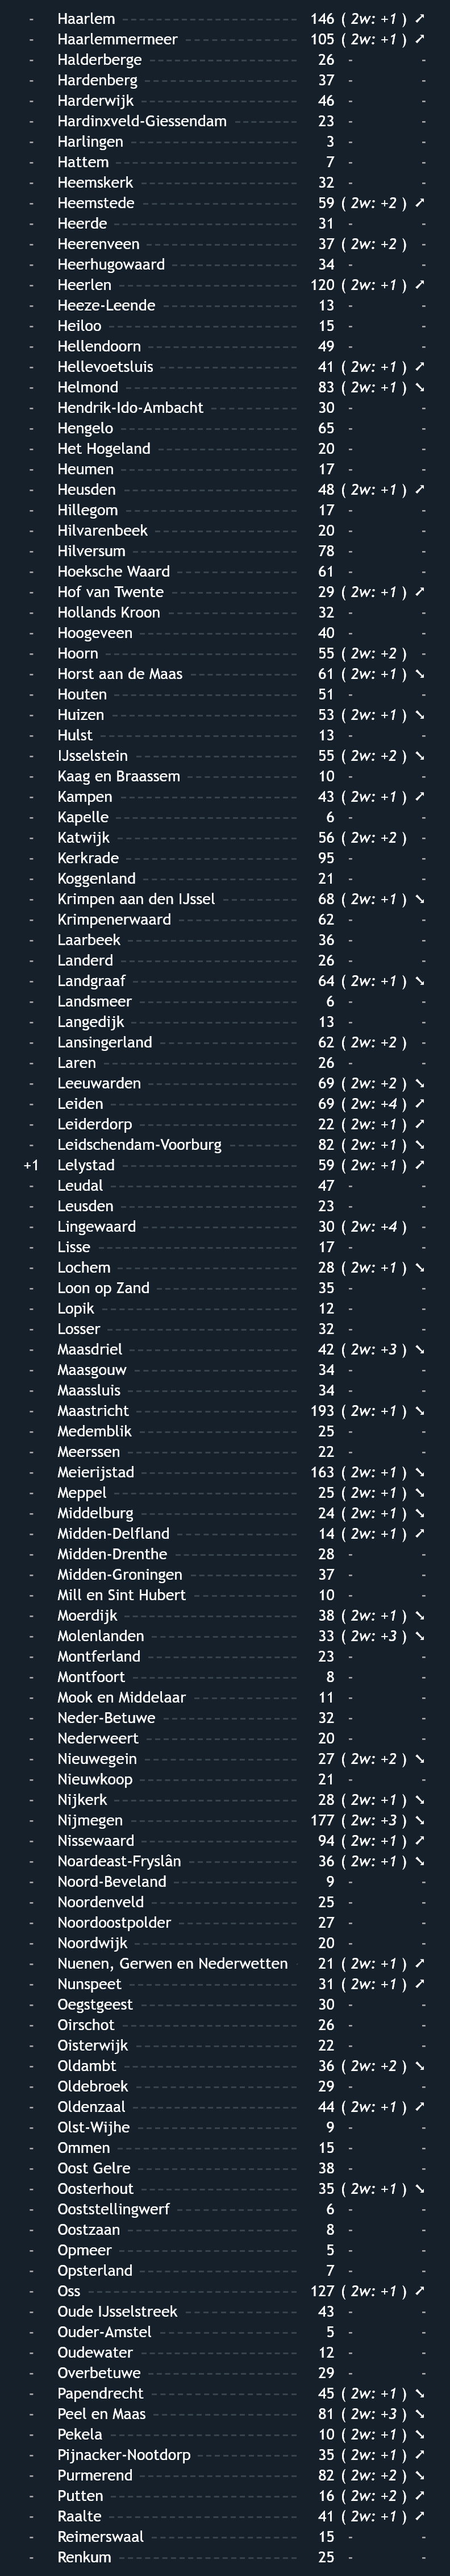 - Haarlem 146 ( 2w: +1 ) ↗
- Haarlemmermeer 105 ( 2w: +1 ) ↗
- Halderberge 26 - -
- Hardenberg 37 - -
- Harderwijk 46 - -
- Hardinxveld-Giessendam 23 - -
- Harlingen 3 - -
- Hattem 7 - -
- Heemskerk 32 - -
- Heemstede 59 ( 2w: +2 ) ↗
- Heerde 31 - -
- Heerenveen 37 ( 2w: +2 ) -
- Heerhugowaard 34 - -
- Heerlen 120 ( 2w: +1 ) ↗
- Heeze-Leende 13 - -
- Heiloo 15 - -
- Hellendoorn 49 - -
- Hellevoetsluis 41 ( 2w: +1 ) ↗
- Helmond 83 ( 2w: +1 ) ↘
- Hendrik-Ido-Ambacht 30 - -
- Hengelo 65 - -
- Het Hogeland 20 - -
- Heumen 17 - -
- Heusden 48 ( 2w: +1 ) ↗
- Hillegom 17 - -
- Hilvarenbeek 20 - -
- Hilversum 78 - -
- Hoeksche Waard 61 - -
- Hof van Twente 29 ( 2w: +1 ) ↗
- Hollands Kroon 32 - -
- Hoogeveen 40 - -
- Hoorn 55 ( 2w: +2 ) -
- Horst aan de Maas 61 ( 2w: +1 ) ↘
- Houten 51 - -
- Huizen 53 ( 2w: +1 ) ↘
- Hulst 13 - -
- IJsselstein 55 ( 2w: +2 ) ↘
- Kaag en Braassem 10 - -
- Kampen 43 ( 2w: +1 ) ↗
- Kapelle 6 - -
- Katwijk 56 ( 2w: +2 ) -
- Kerkrade 95 - -
- Koggenland 21 - -
- Krimpen aan den IJssel 68 ( 2w: +1 ) ↘
- Krimpenerwaard 62 - -
- Laarbeek 36 - -
- Landerd 26 - -
- Landgraaf 64 ( 2w: +1 ) ↘
- Landsmeer 6 - -
- Langedijk 13 - -
- Lansingerland 62 ( 2w: +2 ) -
- Laren 26 - -
- Leeuwarden 69 ( 2w: +2 ) ↘
- Leiden 69 ( 2w: +4 ) ↗
- Leiderdorp 22 ( 2w: +1 ) ↗
- Leidschendam-Voorburg 82 ( 2w: +1 ) ↘
+1 Lelystad 59 ( 2w: +1 ) ↗
- Leudal 47 - -
- Leusden 23 - -
- Lingewaard 30 ( 2w: +4 ) -
- Lisse 17 - -
- Lochem 28 ( 2w: +1 ) ↘
- Loon op Zand 35 - -
- Lopik 12 - -
- Losser 32 - -
- Maasdriel 42 ( 2w: +3 ) ↘
- Maasgouw 34 - -
- Maassluis 34 - -
- Maastricht 193 ( 2w: +1 ) ↘
- Medemblik 25 - -
- Meerssen 22 - -
- Meierijstad 163 ( 2w: +1 ) ↘
- Meppel 25 ( 2w: +1 ) ↘
- Middelburg 24 ( 2w: +1 ) ↘
- Midden-Delfland 14 ( 2w: +1 ) ↗
- Midden-Drenthe 28 - -
- Midden-Groningen 37 - -
- Mill en Sint Hubert 10 - -
- Moerdijk 38 ( 2w: +1 ) ↘
- Molenlanden 33 ( 2w: +3 ) ↘
- Montferland 23 - -
- Montfoort 8 - -
- Mook en Middelaar 11 - -
- Neder-Betuwe 32 - -
- Nederweert 20 - -
- Nieuwegein 27 ( 2w: +2 ) ↘
- Nieuwkoop 21 - -
- Nijkerk 28 ( 2w: +1 ) ↘
- Nijmegen 177 ( 2w: +3 ) ↘
- Nissewaard 94 ( 2w: +1 ) ↗
- Noardeast-Fryslân 36 ( 2w: +1 ) ↘
- Noord-Beveland 9 - -
- Noordenveld 25 - -
- Noordoostpolder 27 - -
- Noordwijk 20 - -
- Nuenen, Gerwen en Nederwetten 21 ( 2w: +1 ) ↗
- Nunspeet 31 ( 2w: +1 ) ↗
- Oegstgeest 30 - -
- Oirschot 26 - -
- Oisterwijk 22 - -
- Oldambt 36 ( 2w: +2 ) ↘
- Oldebroek 29 - -
- Oldenzaal 44 ( 2w: +1 ) ↗
- Olst-Wijhe 9 - -
- Ommen 15 - -
- Oost Gelre 38 - -
- Oosterhout 35 ( 2w: +1 ) ↘
- Ooststellingwerf 6 - -
- Oostzaan 8 - -
- Opmeer 5 - -
- Opsterland 7 - -
- Oss 127 ( 2w: +1 ) ↗
- Oude IJsselstreek 43 - -
- Ouder-Amstel 5 - -
- Oudewater 12 - -
- Overbetuwe 29 - -
- Papendrecht 45 ( 2w: +1 ) ↘
- Peel en Maas 81 ( 2w: +3 ) ↘
- Pekela 10 ( 2w: +1 ) ↘
- Pijnacker-Nootdorp 35 ( 2w: +1 ) ↗
- Purmerend 82 ( 2w: +2 ) ↘
- Putten 16 ( 2w: +2 ) ↗
- Raalte 41 ( 2w: +1 ) ↗
- Reimerswaal 15 - -
- Renkum 25 - -